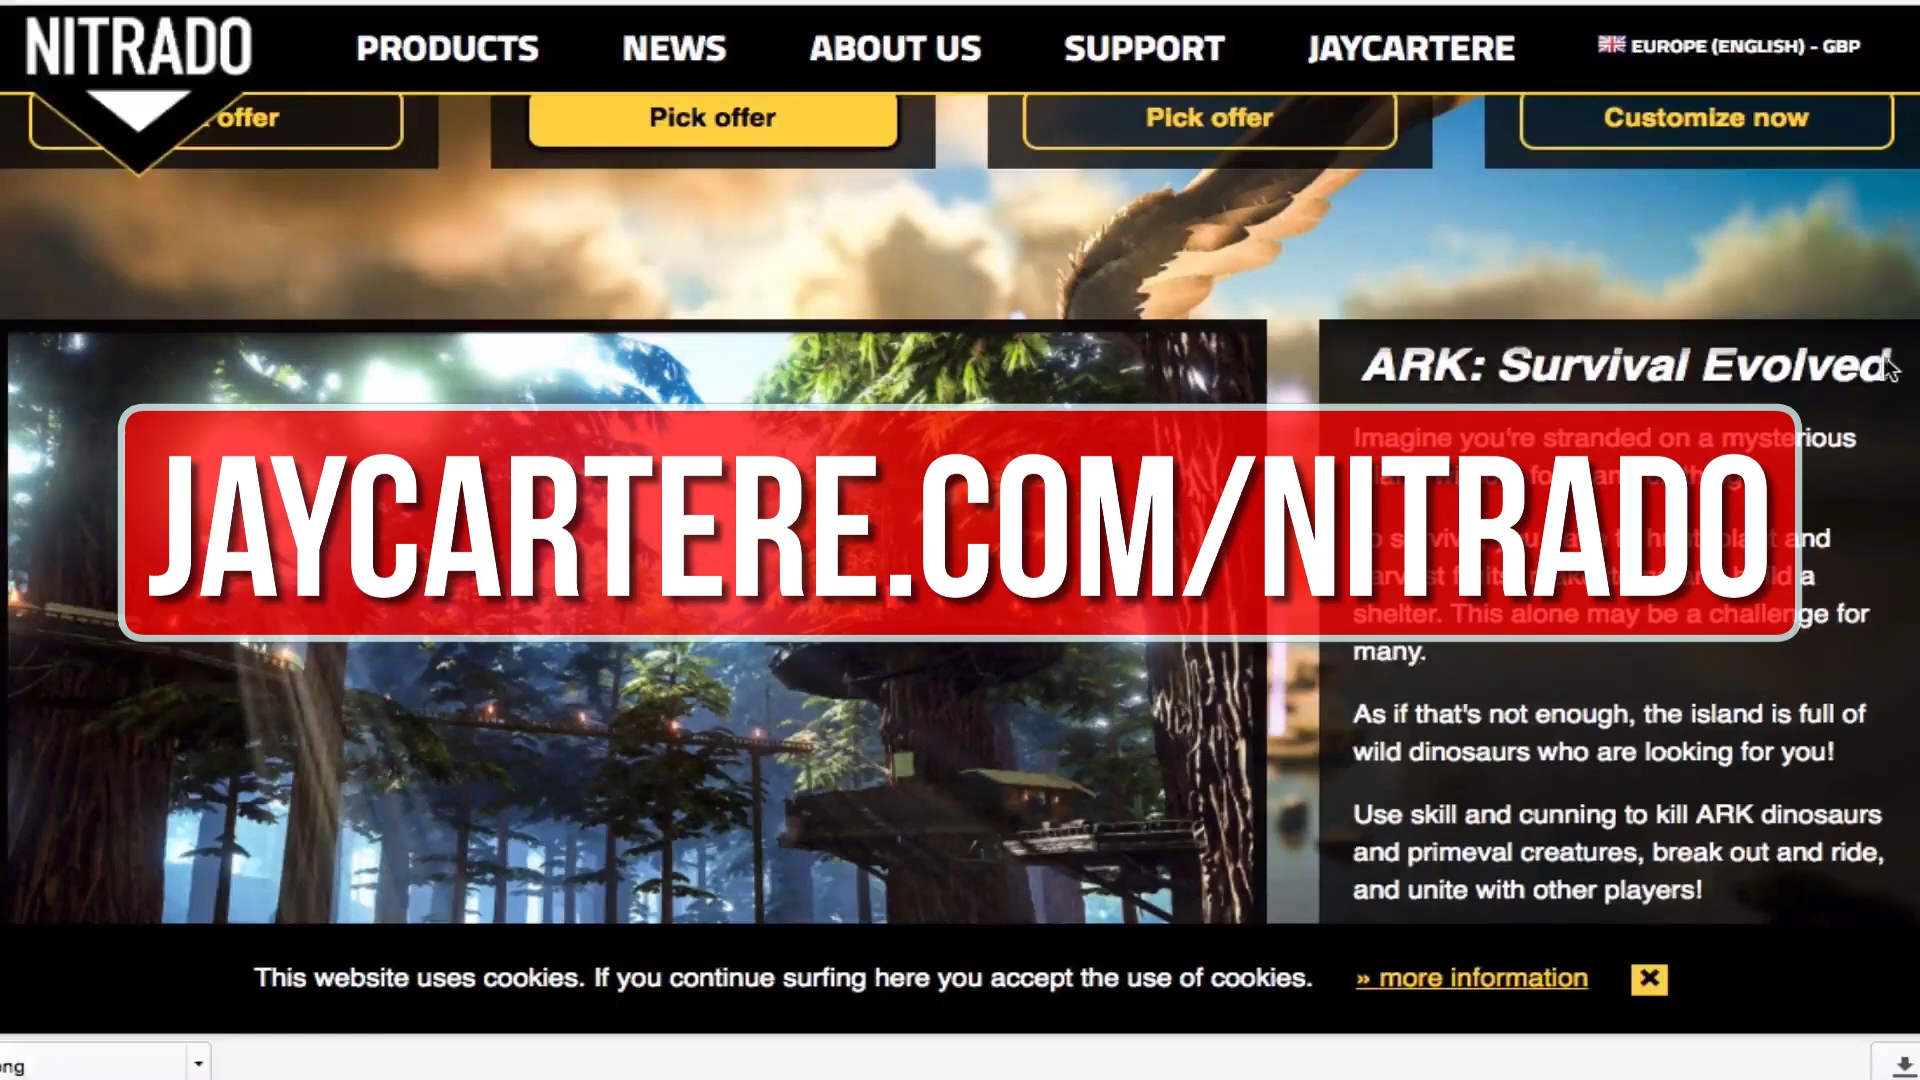 NITRADO
PRODUCTS NEWS ABOUT US SUPPORT JAYCARTERE EUROPE (ENGLISH) - GBP
offer Pick offer Pick offer Customize now
ARK: Survival Evolved
Imagine you're stranded on a mysterious
JAYCARTERE.COM/NITRADO
and
a
shelter. This alone may be a challenge for
many.
As if that's not enough, the island is full of
wild dinosaurs who are looking for you!
Use skill and cunning to kill ARK dinosaurs
and primeval creatures, break out and ride,
and unite with other players!
This website uses cookies. If you continue surfing here you accept the use of cookies. » more information